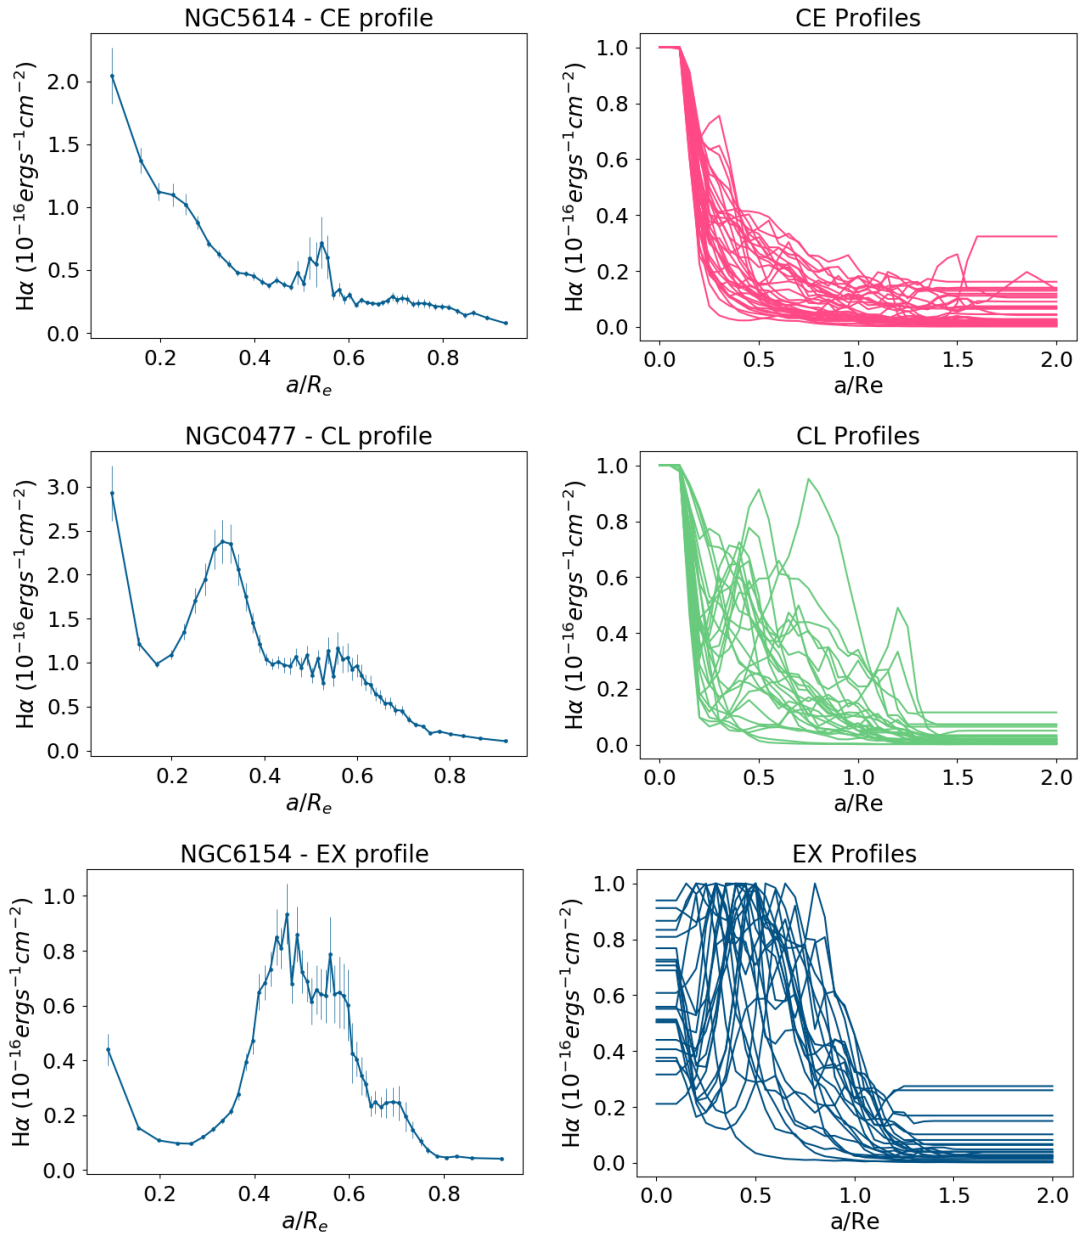 NGC5614 - CE profile
Hα (10⁻¹⁶ergs⁻¹cm⁻²)
2.0
1.5
1.0
0.5
0.0
0.2 0.4 0.6 0.8
a/Rₑ
CE Profiles
Hα (10⁻¹⁶ergs⁻¹cm⁻²)
1.0
0.8
0.6
0.4
0.2
0.0
0.0 0.5 1.0 1.5 2.0
a/Re
NGC0477 - CL profile
Hα (10⁻¹⁶ergs⁻¹cm⁻²)
3.0
2.5
2.0
1.5
1.0
0.5
0.0
0.2 0.4 0.6 0.8
a/Rₑ
CL Profiles
Hα (10⁻¹⁶ergs⁻¹cm⁻²)
1.0
0.8
0.6
0.4
0.2
0.0
0.0 0.5 1.0 1.5 2.0
a/Re
NGC6154 - EX profile
Hα (10⁻¹⁶ergs⁻¹cm⁻²)
1.0
0.8
0.6
0.4
0.2
0.0
0.2 0.4 0.6 0.8
a/Rₑ
EX Profiles
Hα (10⁻¹⁶ergs⁻¹cm⁻²)
1.0
0.8
0.6
0.4
0.2
0.0
0.0 0.5 1.0 1.5 2.0
a/Re